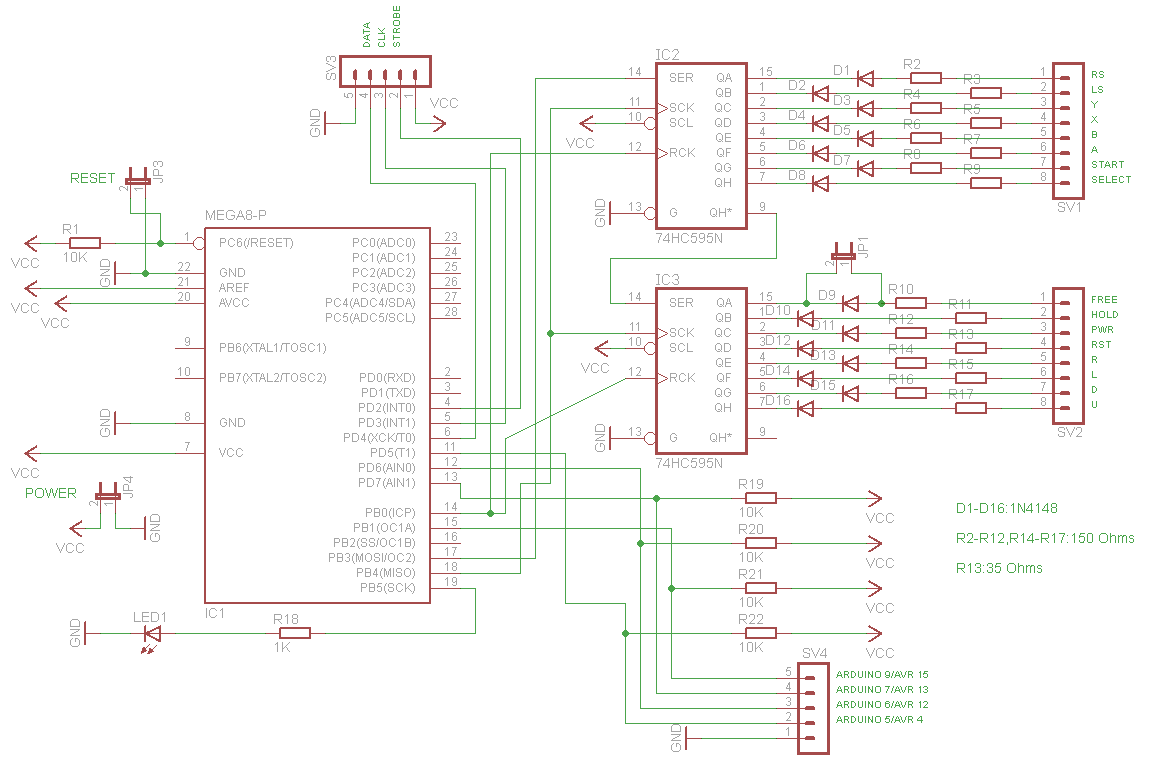 DATA
CLK
STROBE
SV3
5
4
3
2
1
VCC
GND
RESET
JP3
2
1
R1
10K
VCC
GND
VCC
VCC
MEGA8-P
1 PC6(/RESET)
22 GND
21 AREF
20 AVCC
9 PB6(XTAL1/TOSC1)
10 PB7(XTAL2/TOSC2)
8 GND
7 VCC
PC0(ADC0) 23
PC1(ADC1) 24
PC2(ADC2) 25
PC3(ADC3) 26
PC4(ADC4/SDA) 27
PC5(ADC5/SCL) 28
PD0(RXD) 2
PD1(TXD) 3
PD2(INT0) 4
PD3(INT1) 5
PD4(XCK/T0) 6
PD5(T1) 11
PD6(AIN0) 12
PD7(AIN1) 13
PB0(ICP) 14
PB1(OC1A) 15
PB2(SS/OC1B) 16
PB3(MOSI/OC2) 17
PB4(MISO) 18
PB5(SCK) 19
IC1
GND
VCC
POWER
JP4
2
1
VCC
GND
GND
LED1
R18
1K
IC2
14 SER QA 15
QB 1
11 SCK QC 2
10 SCL QD 3
QE 4
12 RCK QF 5
QG 6
QH 7
13 G QH* 9
74HC595N
VCC
GND
D1
D2
D3
D4
D5
D6
D7
D8
R2
R3
R4
R5
R6
R7
R8
R9
1 RS
2 LS
3 Y
4 X
5 B
6 A
7 START
8 SELECT
SV1
JP1
2
1
IC3
14 SER QA 15
QB 1
11 SCK QC 2
10 SCL QD 3
QE 4
12 RCK QF 5
QG 6
QH 7
13 G QH* 9
74HC595N
VCC
GND
D9
D10
D11
D12
D13
D14
D15
D16
R10
R11
R12
R13
R14
R15
R16
R17
1 FREE
2 HOLD
3 PWR
4 RST
5 R
6 L
7 D
8 U
SV2
R19
10K
VCC
R20
10K
VCC
R21
10K
VCC
R22
10K
VCC
D1-D16:1N4148
R2-R12,R14-R17:150 Ohms
R13:35 Ohms
SV4
5 ARDUINO 9/AVR 15
4 ARDUINO 7/AVR 13
3 ARDUINO 6/AVR 12
2 ARDUINO 5/AVR 4
1
GND